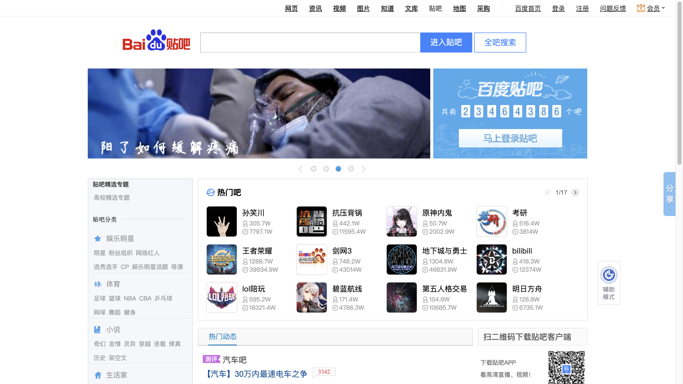 网页 资讯 视频 图片 知道 文库 贴吧 地图 采购 百度首页 登录 注册 问题反馈 会员
Baidu贴吧 进入贴吧 全吧搜索
阳了如何缓解疼痛
百度贴吧
共有 2 3 4 6 4 3 8 6 个吧
马上登录贴吧
分享
贴吧精选专题
高校精选专题
贴吧分类
娱乐明星
明星 粉丝组织 网络红人
选秀选手 CP 娱乐明星话题 导演
体育
足球 篮球 NBA CBA 乒乓球
网球 舞蹈 健身
小说
奇幻 言情 灵异 穿越 连载 修真
历史 架空文
生活家
热门吧 1/17
孙笑川
305.7W
7797.1W
抗压背锅
442.1W
11595.4W
原神内鬼
50.7W
2002.9W
考研
516.4W
3814W
王者荣耀
1288.7W
39934.9W
剑网3
748.2W
43014W
地下城与勇士
1304.6W
46831.9W
bilibili
416.3W
12374W
lol陪玩
595.2W
18321.4W
碧蓝航线
171.4W
4786.3W
第五人格交易
104.8W
10685.7W
明日方舟
128.8W
6735.1W
辅助
模式
热门动态
汽车吧
【汽车】30万内最速电车之争 3342
扫二维码下载贴吧客户端
下载贴吧APP
看高清直播、视频!